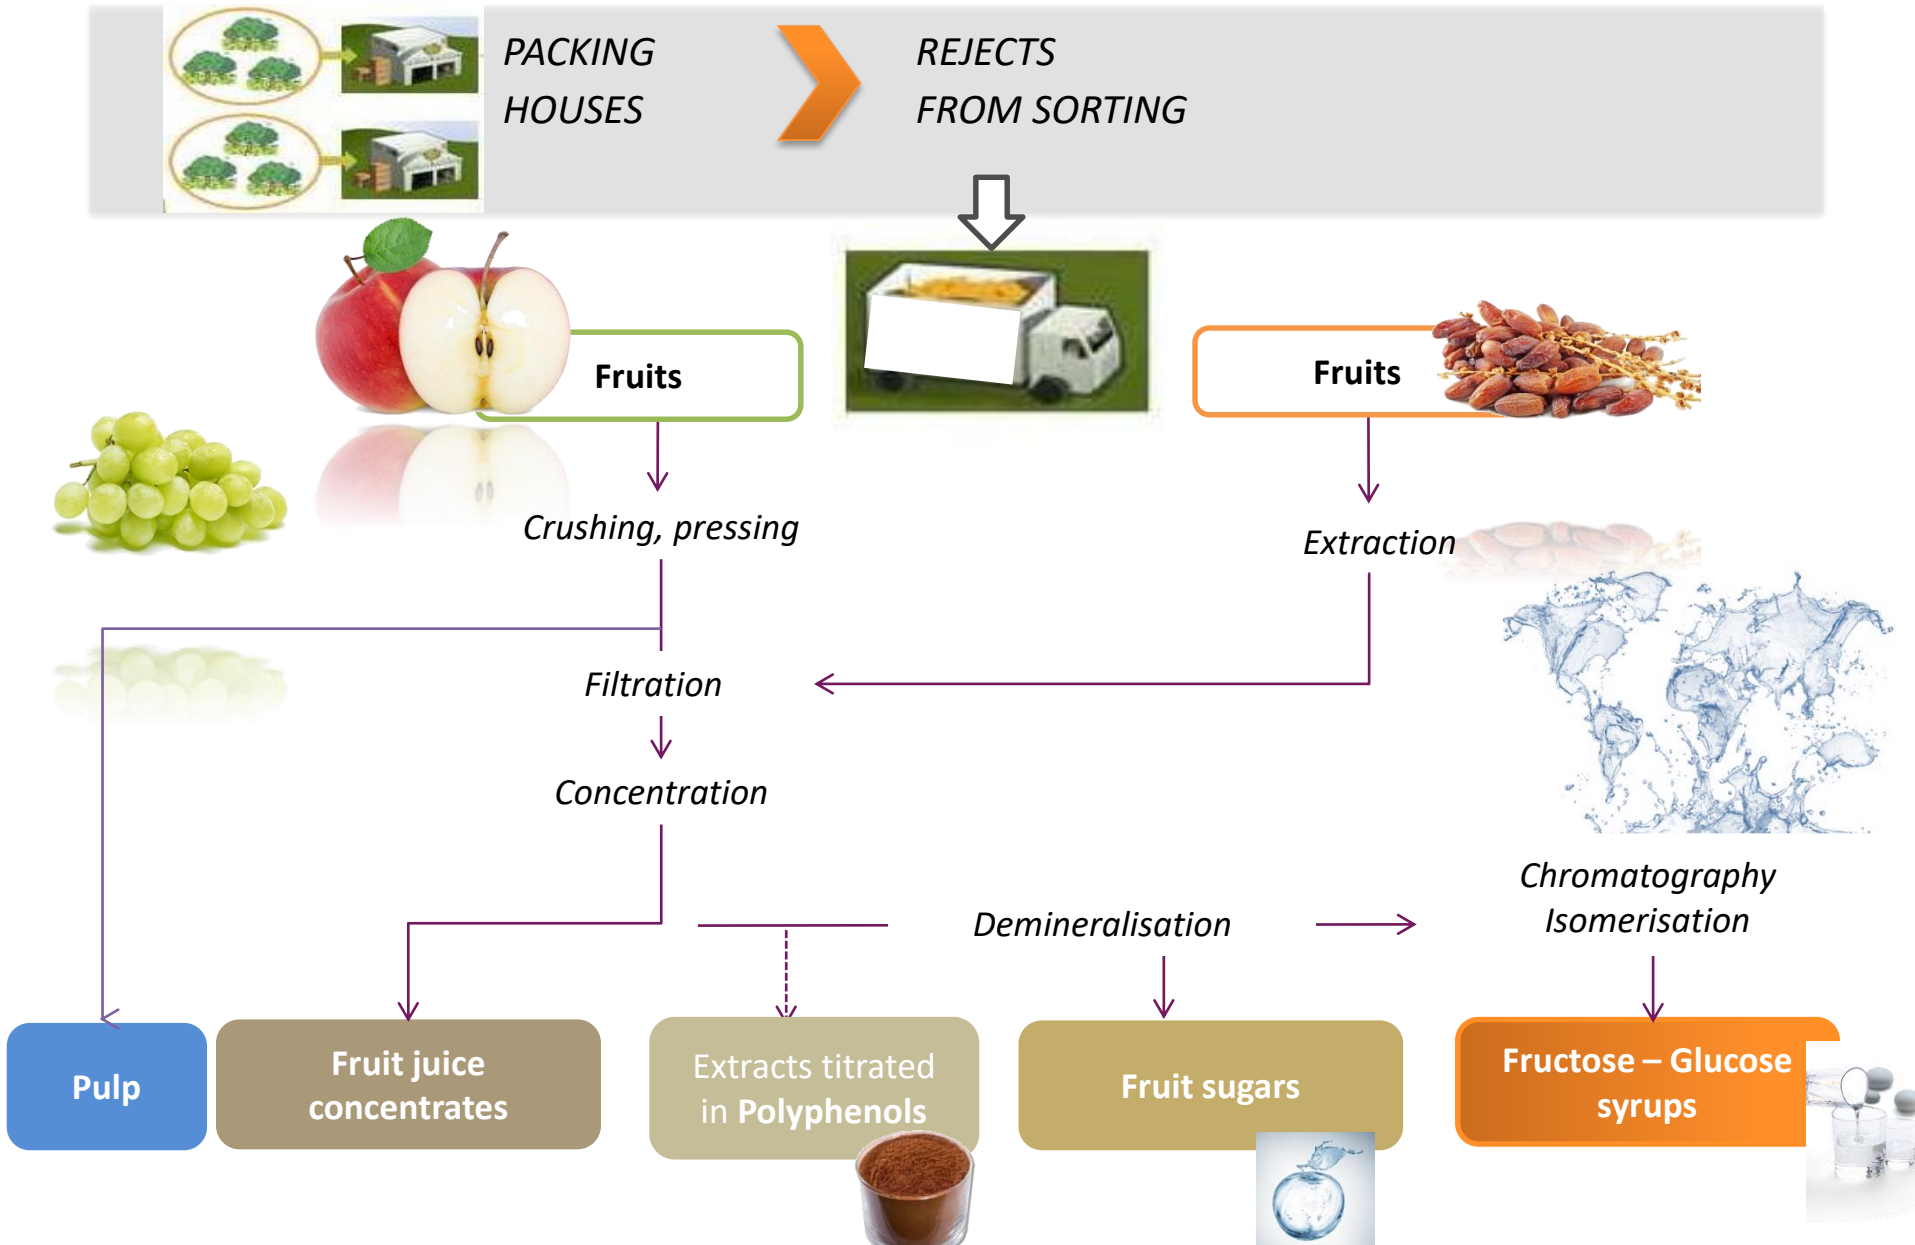 PACKING
HOUSES
REJECTS
FROM SORTING
Fruits
Fruits
Crushing, pressing
Extraction
Filtration
Concentration
Chromatography
Isomerisation
Demineralisation
Pulp
Fruit juice
concentrates
Extracts titrated
in Polyphenols
Fruit sugars
Fructose – Glucose
syrups